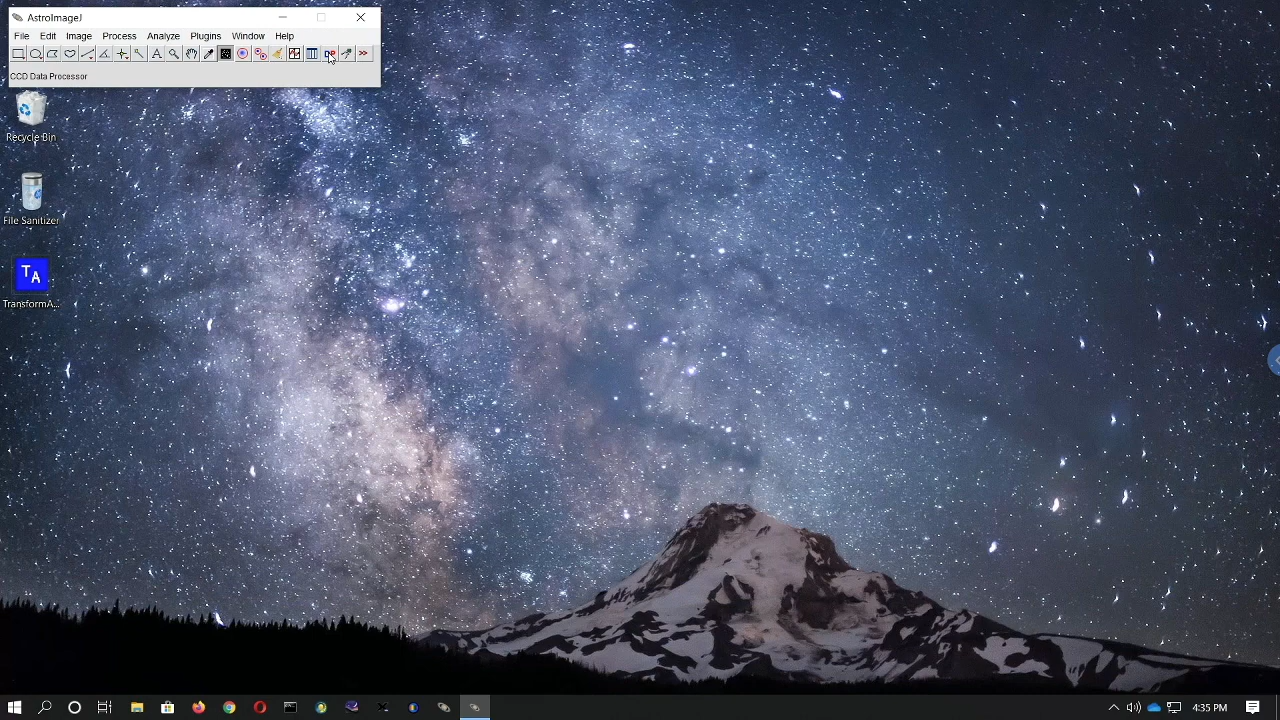 AstroImageJ
File Edit Image Process Analyze Plugins Window Help
A DP >>
CCD Data Processor
Recycle Bin
File Sanitizer
TA
TransformA...
4:35 PM